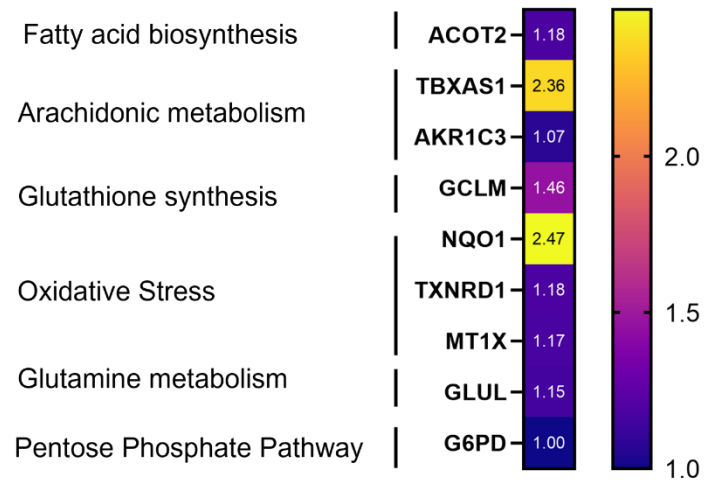 Fatty acid biosynthesis ACOT2 1.18
TBXAS1 2.36
Arachidonic metabolism
AKR1C3 1.07
2.0
Glutathione synthesis GCLM 1.46
NQO1 2.47
Oxidative Stress TXNRD1 1.18
1.5
MT1X 1.17
Glutamine metabolism GLUL 1.15
Pentose Phosphate Pathway G6PD 1.00
1.0